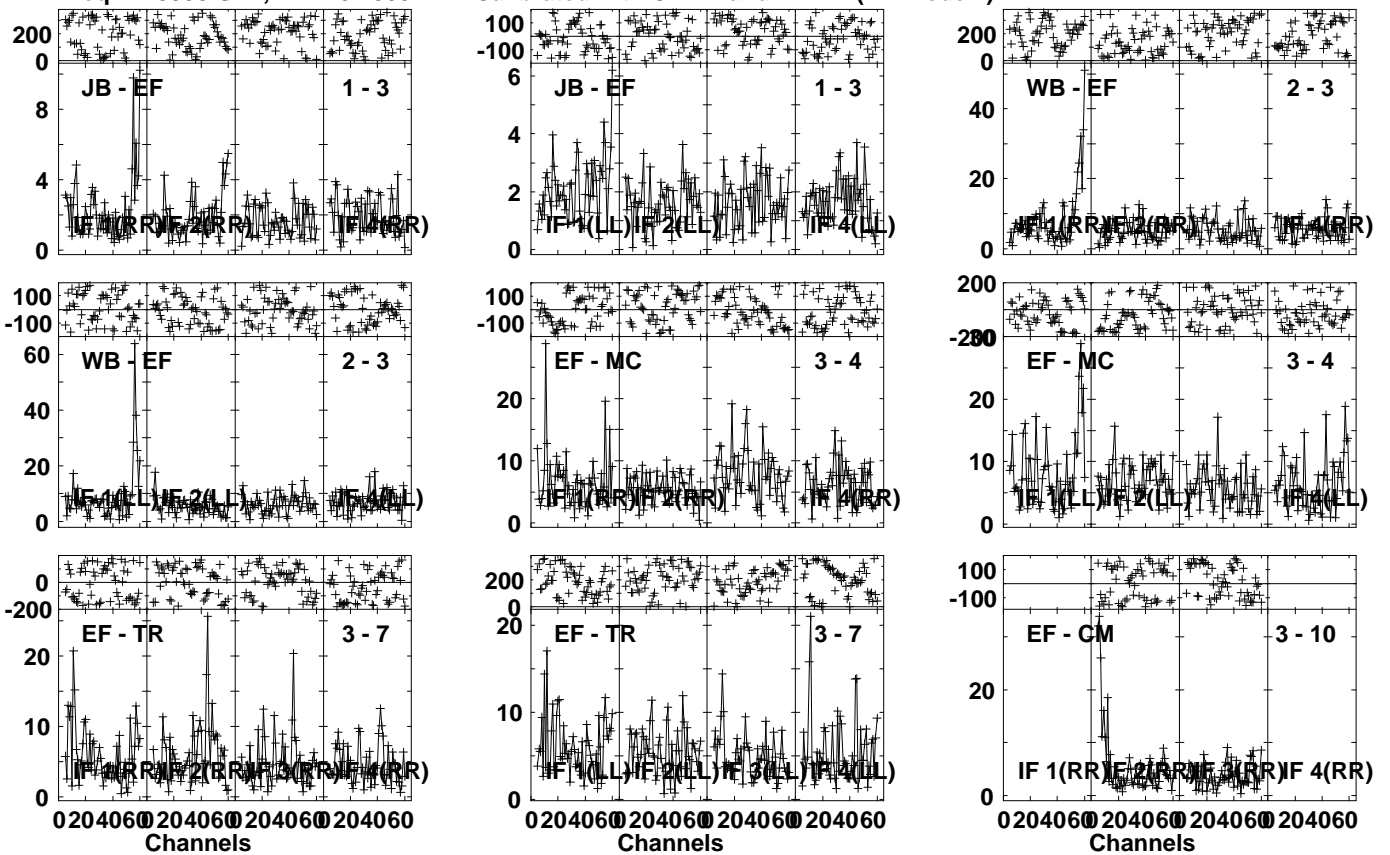 200
0
JB - EF
1 - 3
8
4
0
IF 1(RR)
IF 2(RR)
IF 4(RR)
100
-100
JB - EF
1 - 3
6
4
2
0
IF 1(LL)
IF 2(LL)
IF 4(LL)
200
0
WB - EF
2 - 3
40
20
0
IF 1(RR)
IF 2(RR)
IF 4(RR)
100
-100
WB - EF
2 - 3
60
40
20
0
IF 1(LL)
IF 2(LL)
IF 4(LL)
100
-100
EF - MC
3 - 4
20
10
0
IF 1(RR)
IF 2(RR)
IF 4(RR)
200
-200
30
EF - MC
3 - 4
20
10
0
IF 1(LL)
IF 2(LL)
IF 4(LL)
0
-200
EF - TR
3 - 7
20
10
0
IF 1(RR)
IF 2(RR)
IF 3(RR)
IF 4(RR)
0 20 40 60 0 20 40 60 0 20 40 60 0 20 40 60
Channels
200
0
EF - TR
3 - 7
20
10
0
IF 1(LL)
IF 2(LL)
IF 3(LL)
IF 4(LL)
0 20 40 60 0 20 40 60 0 20 40 60 0 20 40 60
Channels
100
-100
EF - CM
3 - 10
20
0
IF 1(RR)
IF 2(RR)
IF 3(RR)
IF 4(RR)
0 20 40 60 0 20 40 60 0 20 40 60 0 20 40 60
Channels